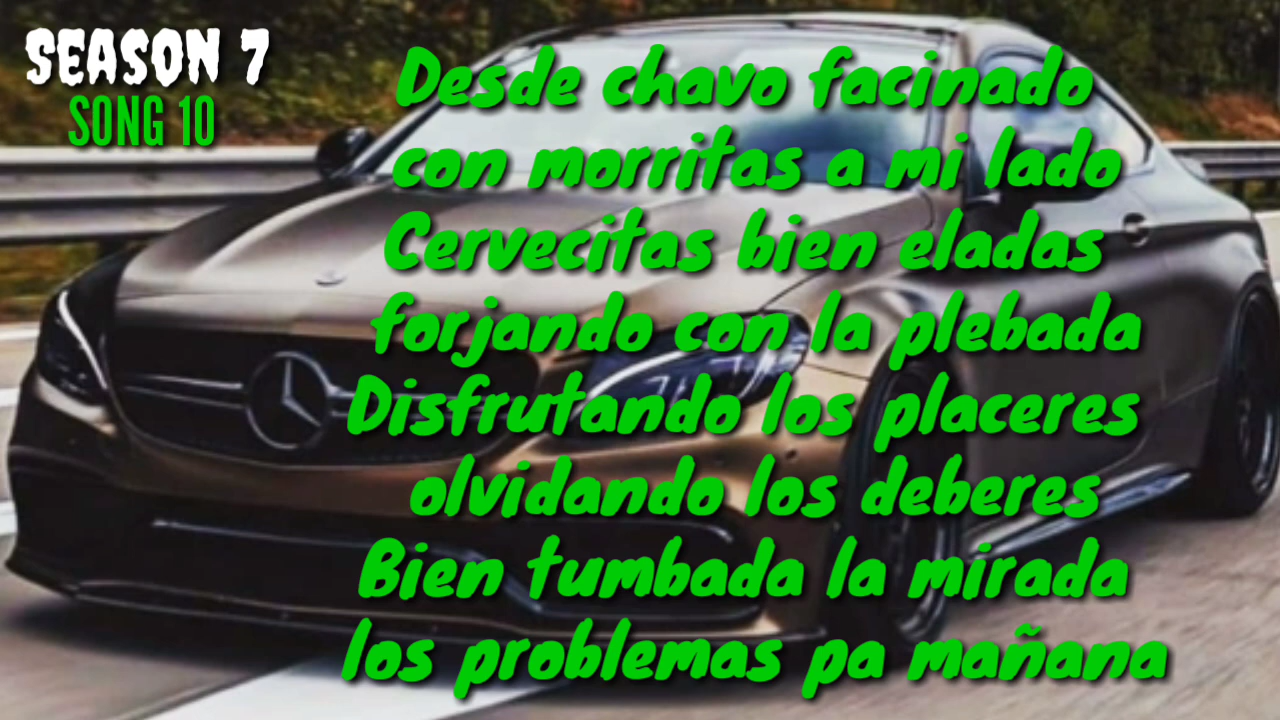 SEASON 7
SONG 10
Desde chavo facinado
con morritas a mi lado
Cervecitas bien eladas
forjando con la plebada
Disfrutando los placeres
olvidando los deberes
Bien tumbada la mirada
los problemas pa mañana